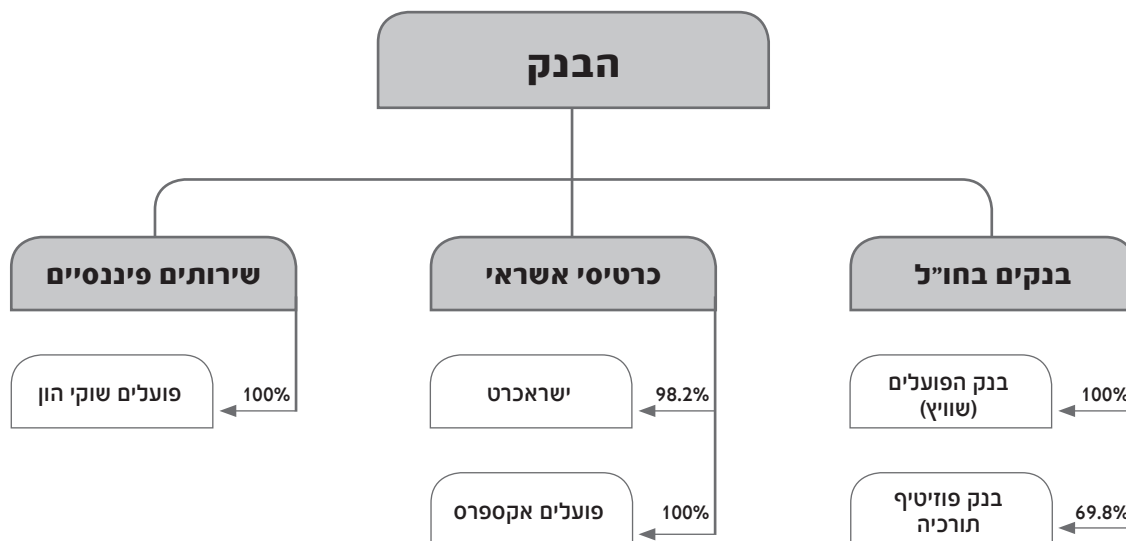 הבנק
בנקים בחו״ל
כרטיסי אשראי
שירותים פיננסיים
בנק הפועלים
(שוויץ)
100%
ישראכרט
98.2%
פועלים שוקי הון
100%
בנק פוזיטיף
תורכיה
69.8%
פועלים אקספרס
100%